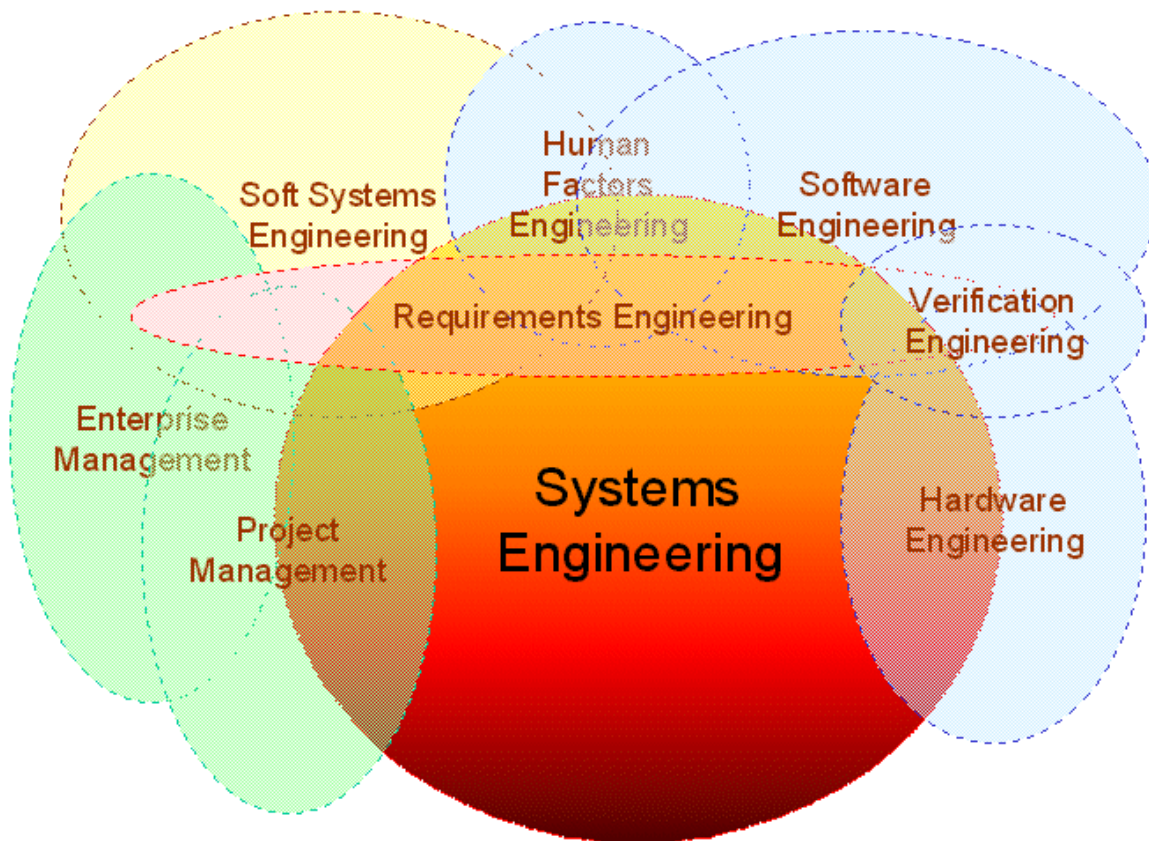 Human
Factors
Engineering
Soft Systems
Engineering
Software
Engineering
Requirements Engineering
Verification
Engineering
Enterprise
Management
Systems
Engineering
Hardware
Engineering
Project
Management